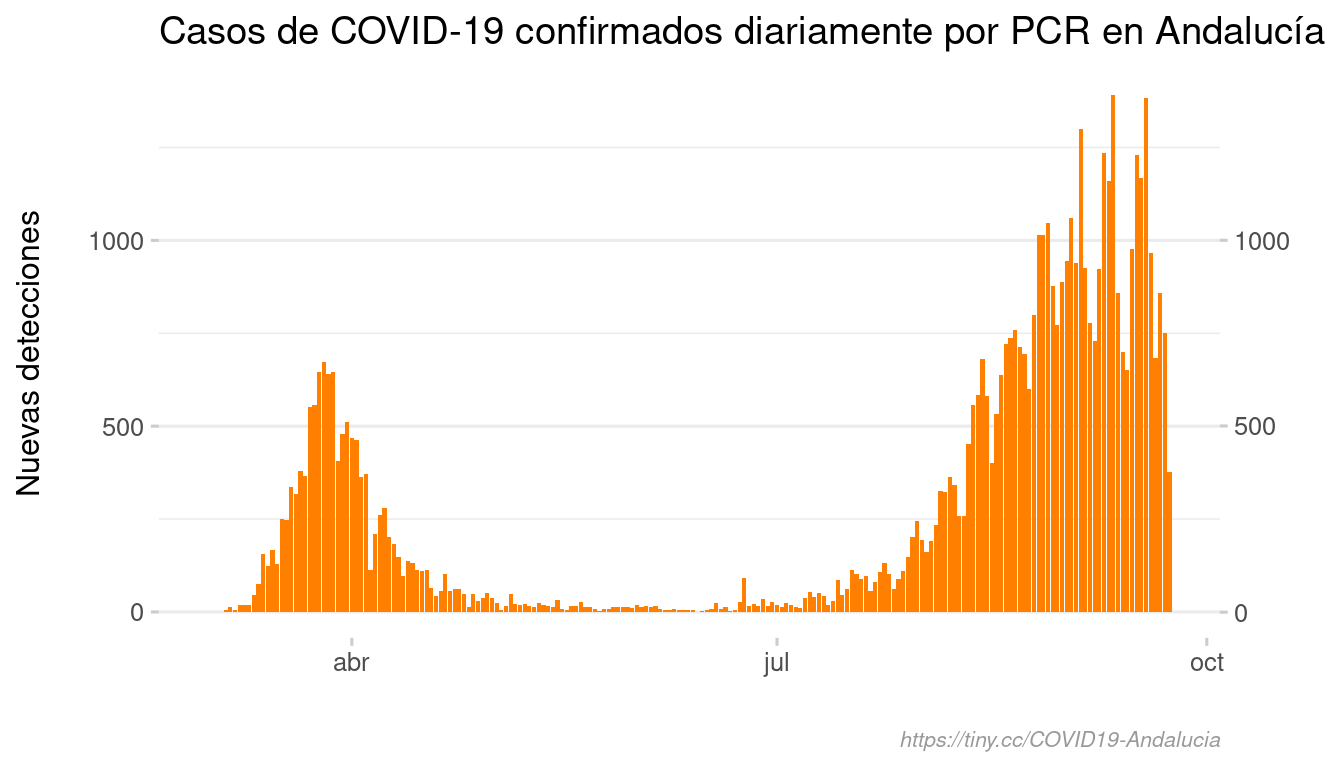 Casos de COVID-19 confirmados diariamente por PCR en Andalucía
Nuevas detecciones
1000
500
0
1000
500
0
abr
jul
oct
https://tiny.cc/COVID19-Andalucia